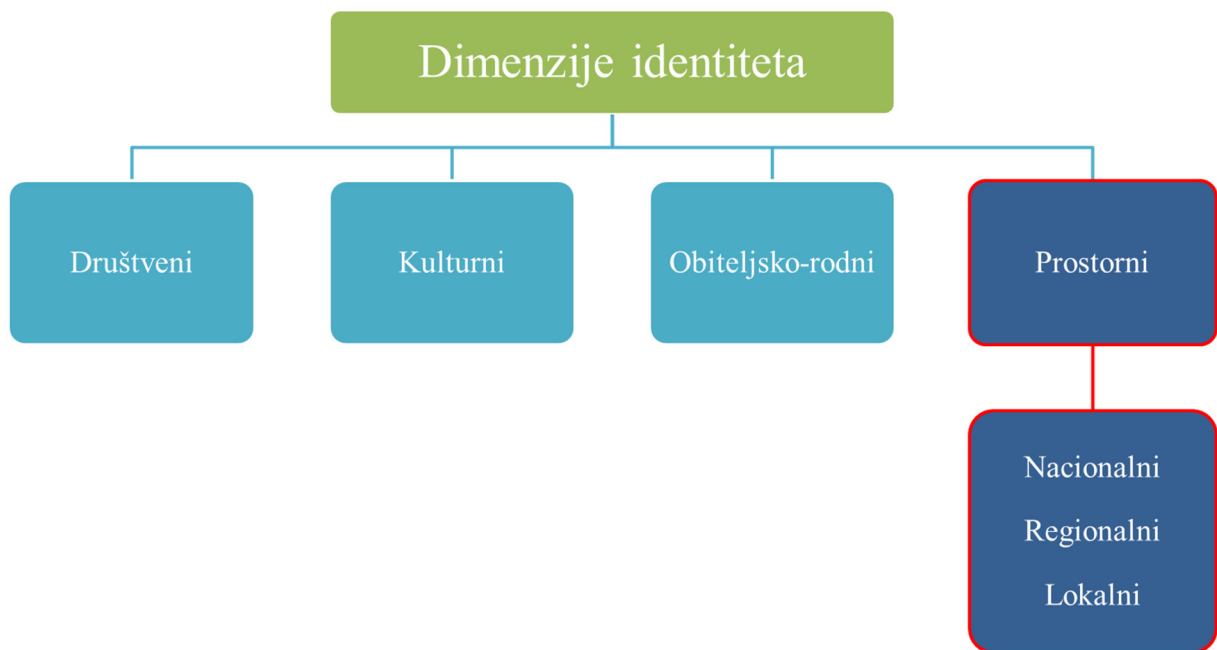 Dimenzije identiteta
Društveni
Kulturni
Obiteljsko-rodni
Prostorni
Nacionalni
Regionalni
Lokalni